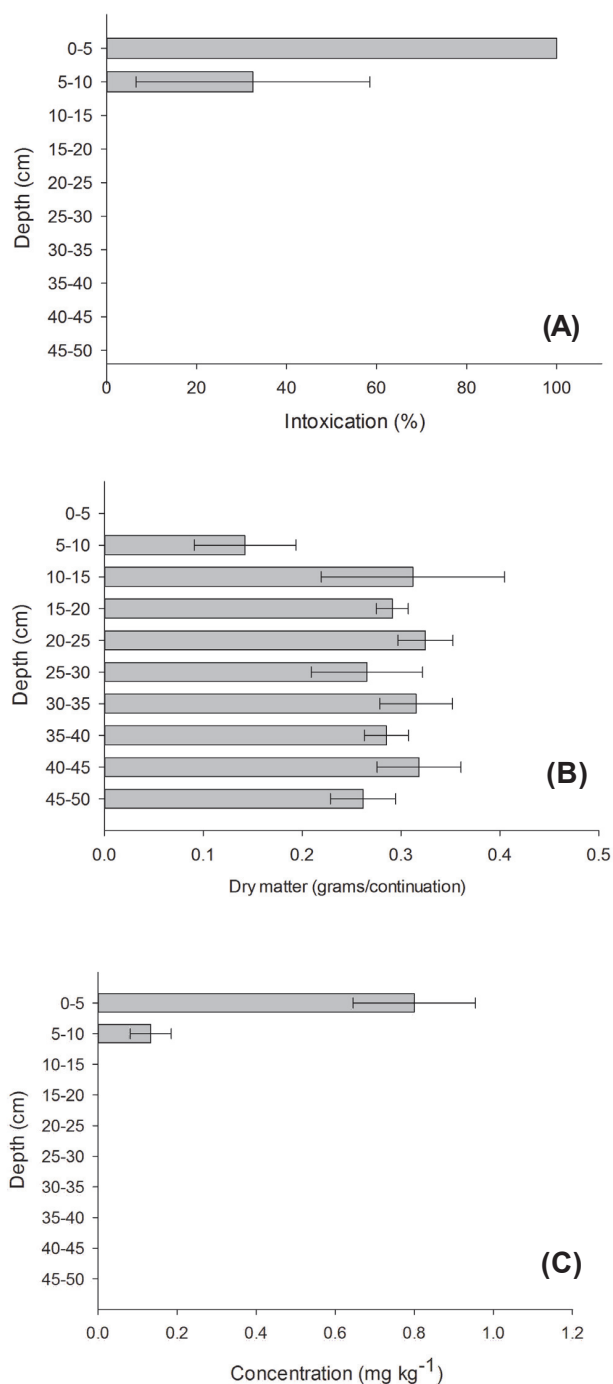 0-5
5-10
10-15
15-20
20-25
25-30
30-35
35-40
40-45
45-50
Depth (cm)
(A)
0 20 40 60 80 100
Intoxication (%)
0-5
5-10
10-15
15-20
20-25
25-30
30-35
35-40
40-45
45-50
Depth (cm)
(B)
0.0 0.1 0.2 0.3 0.4 0.5
Dry matter (grams/continuation)
0-5
5-10
10-15
15-20
20-25
25-30
30-35
35-40
40-45
45-50
Depth (cm)
(C)
0.0 0.2 0.4 0.6 0.8 1.0 1.2
Concentration (mg kg⁻¹)